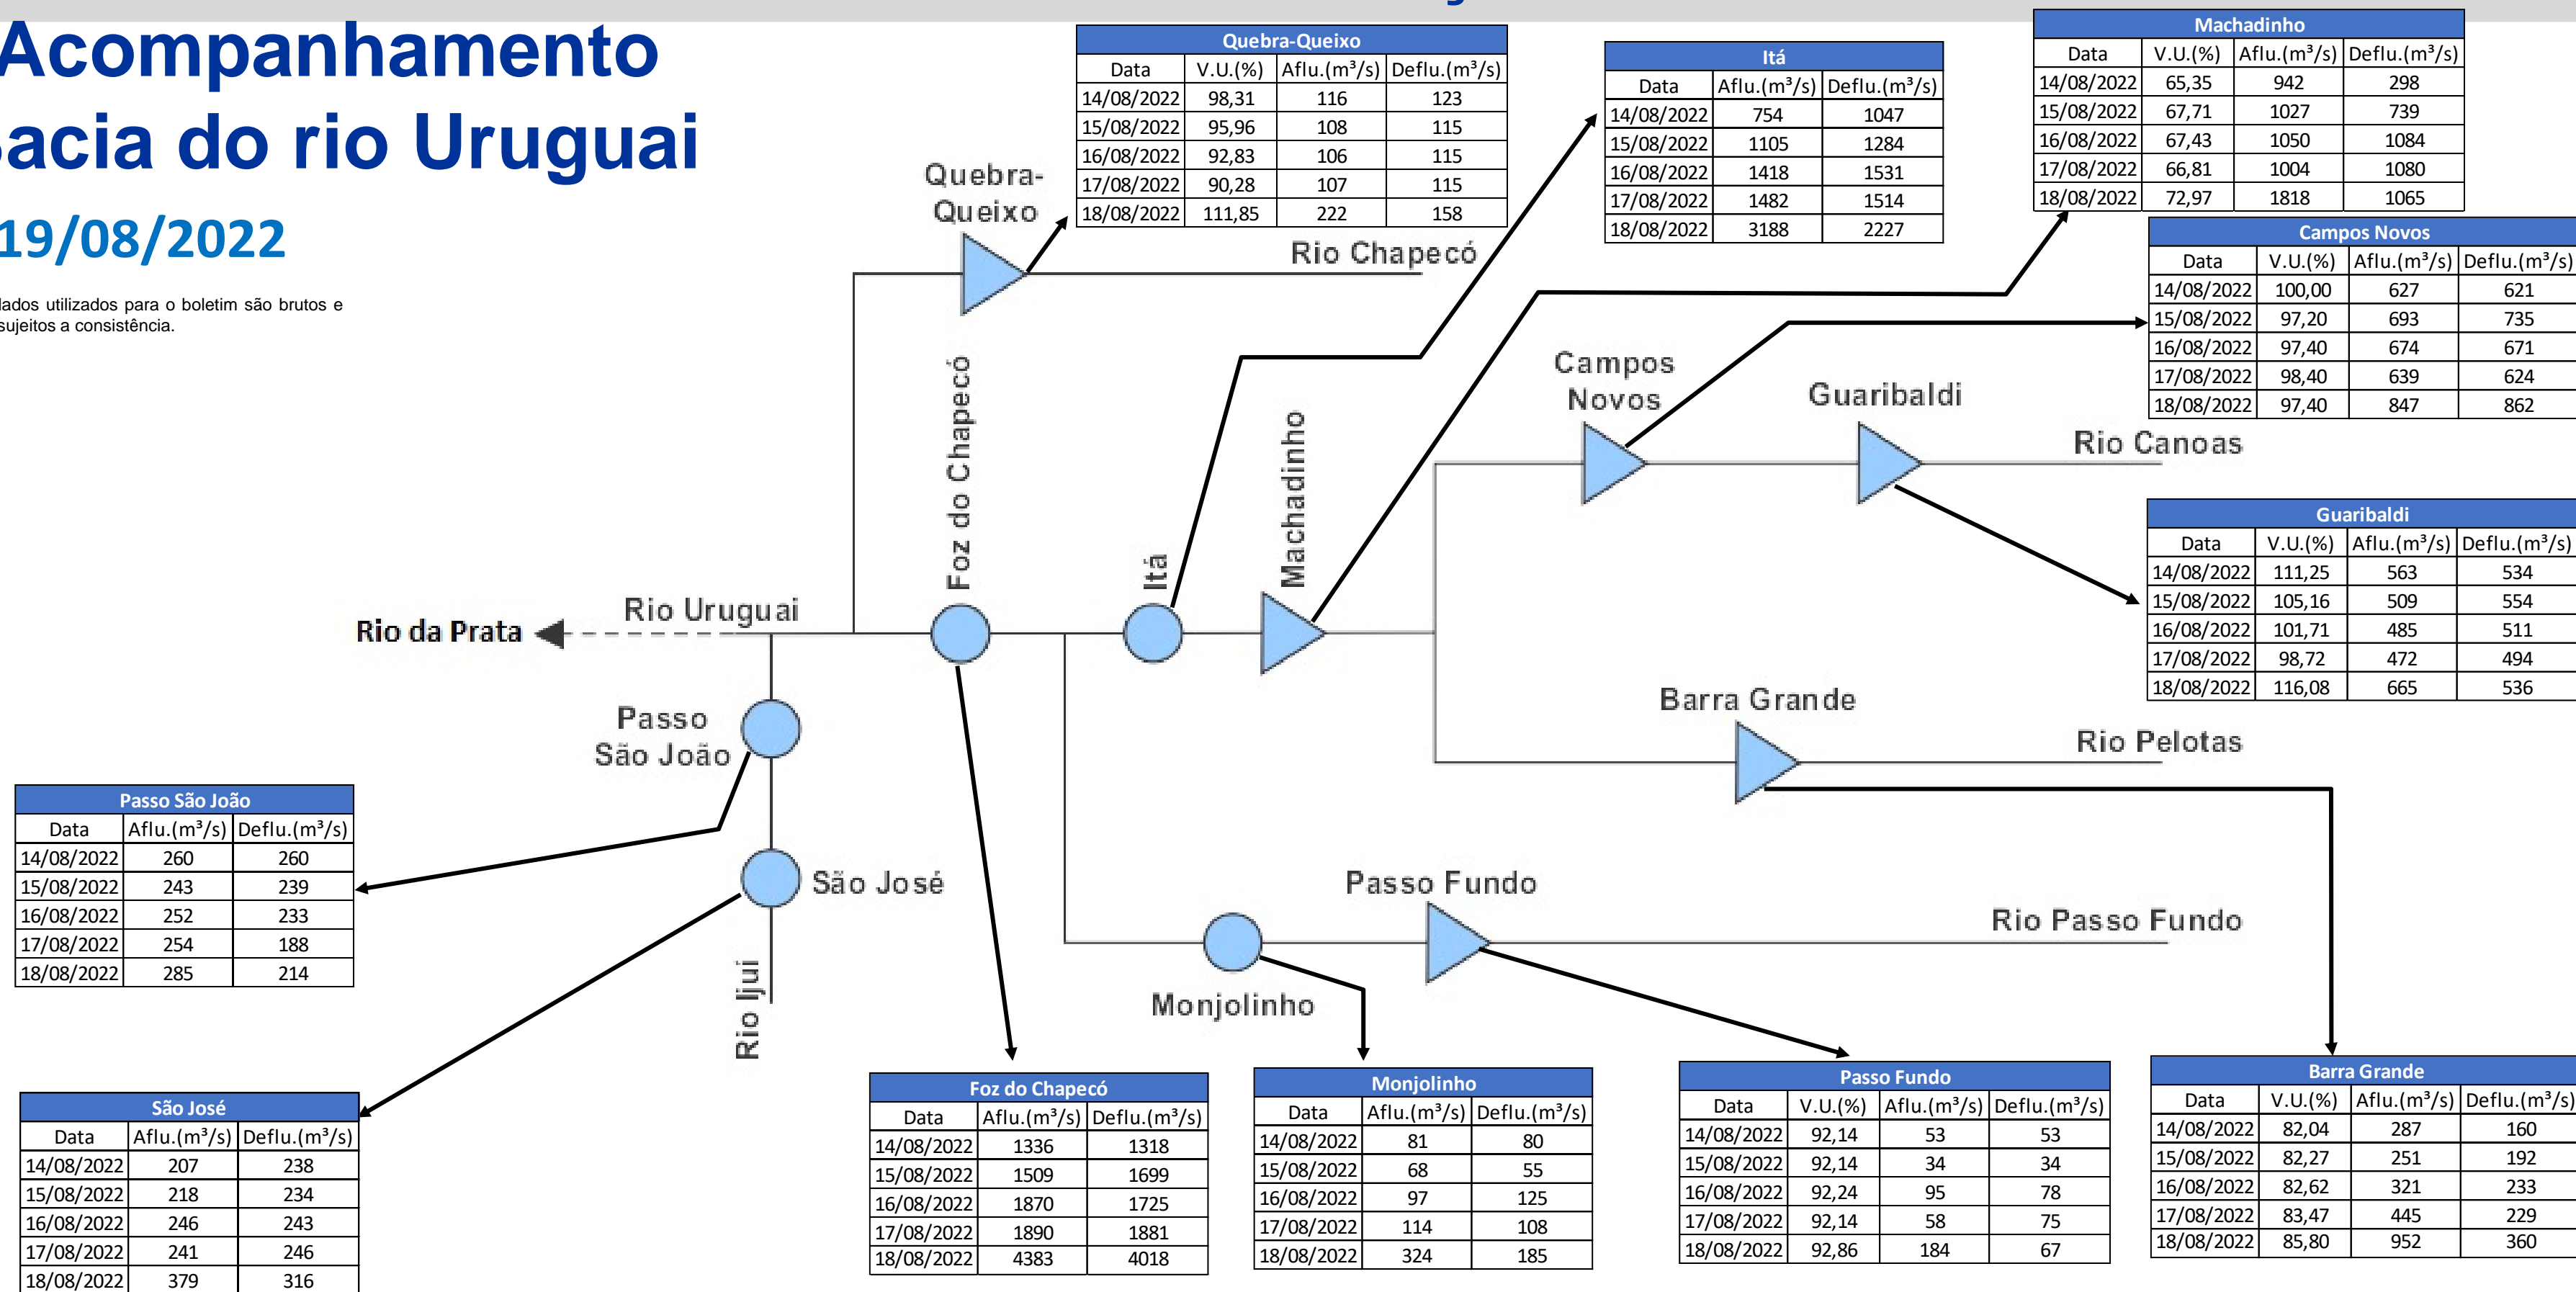 Acompanhamento
Bacia do rio Uruguai
19/08/2022
dados utilizados para o boletim são brutos e
sujeitos a consistência.
Quebra-Queixo
Data V.U.(%) Aflu.(m³/s) Deflu.(m³/s)
14/08/2022 98,31 116 123
15/08/2022 95,96 108 115
16/08/2022 92,83 106 115
17/08/2022 90,28 107 115
18/08/2022 111,85 222 158
Itá
Data Aflu.(m³/s) Deflu.(m³/s)
14/08/2022 754 1047
15/08/2022 1105 1284
16/08/2022 1418 1531
17/08/2022 1482 1514
18/08/2022 3188 2227
Machadinho
Data V.U.(%) Aflu.(m³/s) Deflu.(m³/s)
14/08/2022 65,35 942 298
15/08/2022 67,71 1027 739
16/08/2022 67,43 1050 1084
17/08/2022 66,81 1004 1080
18/08/2022 72,97 1818 1065
Campos Novos
Data V.U.(%) Aflu.(m³/s) Deflu.(m³/s)
14/08/2022 100,00 627 621
15/08/2022 97,20 693 735
16/08/2022 97,40 674 671
17/08/2022 98,40 639 624
18/08/2022 97,40 847 862
Quebra-
Queixo
Rio Chapecó
Foz do Chapecó
Itá
Machadinho
Campos
Novos
Guaribaldi
Rio Canoas
Guaribaldi
Data V.U.(%) Aflu.(m³/s) Deflu.(m³/s)
14/08/2022 111,25 563 534
15/08/2022 105,16 509 554
16/08/2022 101,71 485 511
17/08/2022 98,72 472 494
18/08/2022 116,08 665 536
Rio da Prata
Rio Uruguai
Passo
São João
Barra Grande
Rio Pelotas
São José
Passo Fundo
Rio Passo Fundo
Monjolinho
Rio Ijuí
Passo São João
Data Aflu.(m³/s) Deflu.(m³/s)
14/08/2022 260 260
15/08/2022 243 239
16/08/2022 252 233
17/08/2022 254 188
18/08/2022 285 214
São José
Data Aflu.(m³/s) Deflu.(m³/s)
14/08/2022 207 238
15/08/2022 218 234
16/08/2022 246 243
17/08/2022 241 246
18/08/2022 379 316
Foz do Chapecó
Data Aflu.(m³/s) Deflu.(m³/s)
14/08/2022 1336 1318
15/08/2022 1509 1699
16/08/2022 1870 1725
17/08/2022 1890 1881
18/08/2022 4383 4018
Monjolinho
Data Aflu.(m³/s) Deflu.(m³/s)
14/08/2022 81 80
15/08/2022 68 55
16/08/2022 97 125
17/08/2022 114 108
18/08/2022 324 185
Passo Fundo
Data V.U.(%) Aflu.(m³/s) Deflu.(m³/s)
14/08/2022 92,14 53 53
15/08/2022 92,14 34 34
16/08/2022 92,24 95 78
17/08/2022 92,14 58 75
18/08/2022 92,86 184 67
Barra Grande
Data V.U.(%) Aflu.(m³/s) Deflu.(m³/s)
14/08/2022 82,04 287 160
15/08/2022 82,27 251 192
16/08/2022 82,62 321 233
17/08/2022 83,47 445 229
18/08/2022 85,80 952 360